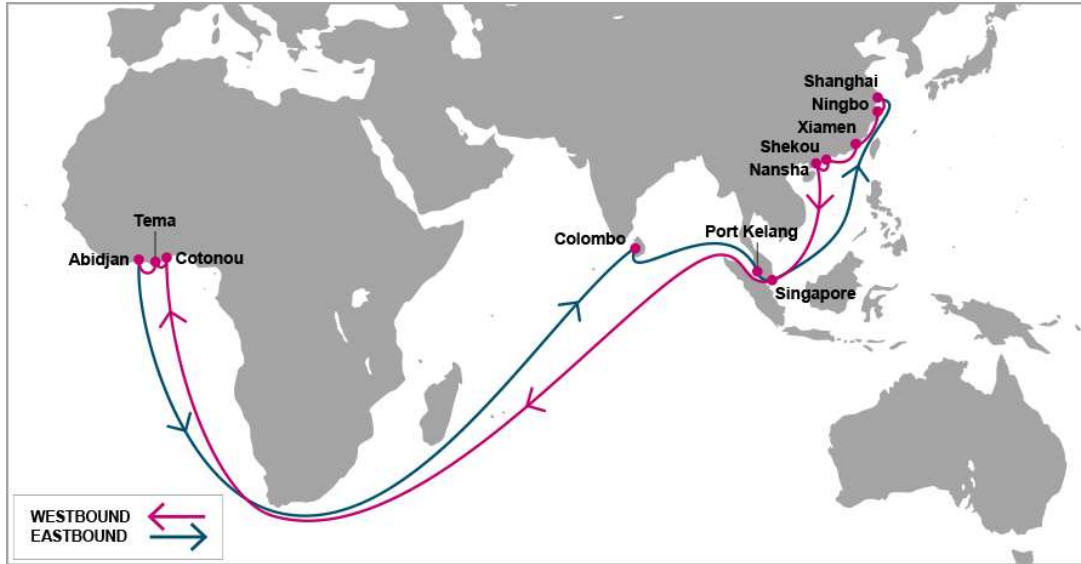 Shanghai
Ningbo
Xiamen
Shekou
Nansha
Tema
Port Kelang
Colombo
Abidjan
Cotonou
Singapore
WESTBOUND
EASTBOUND